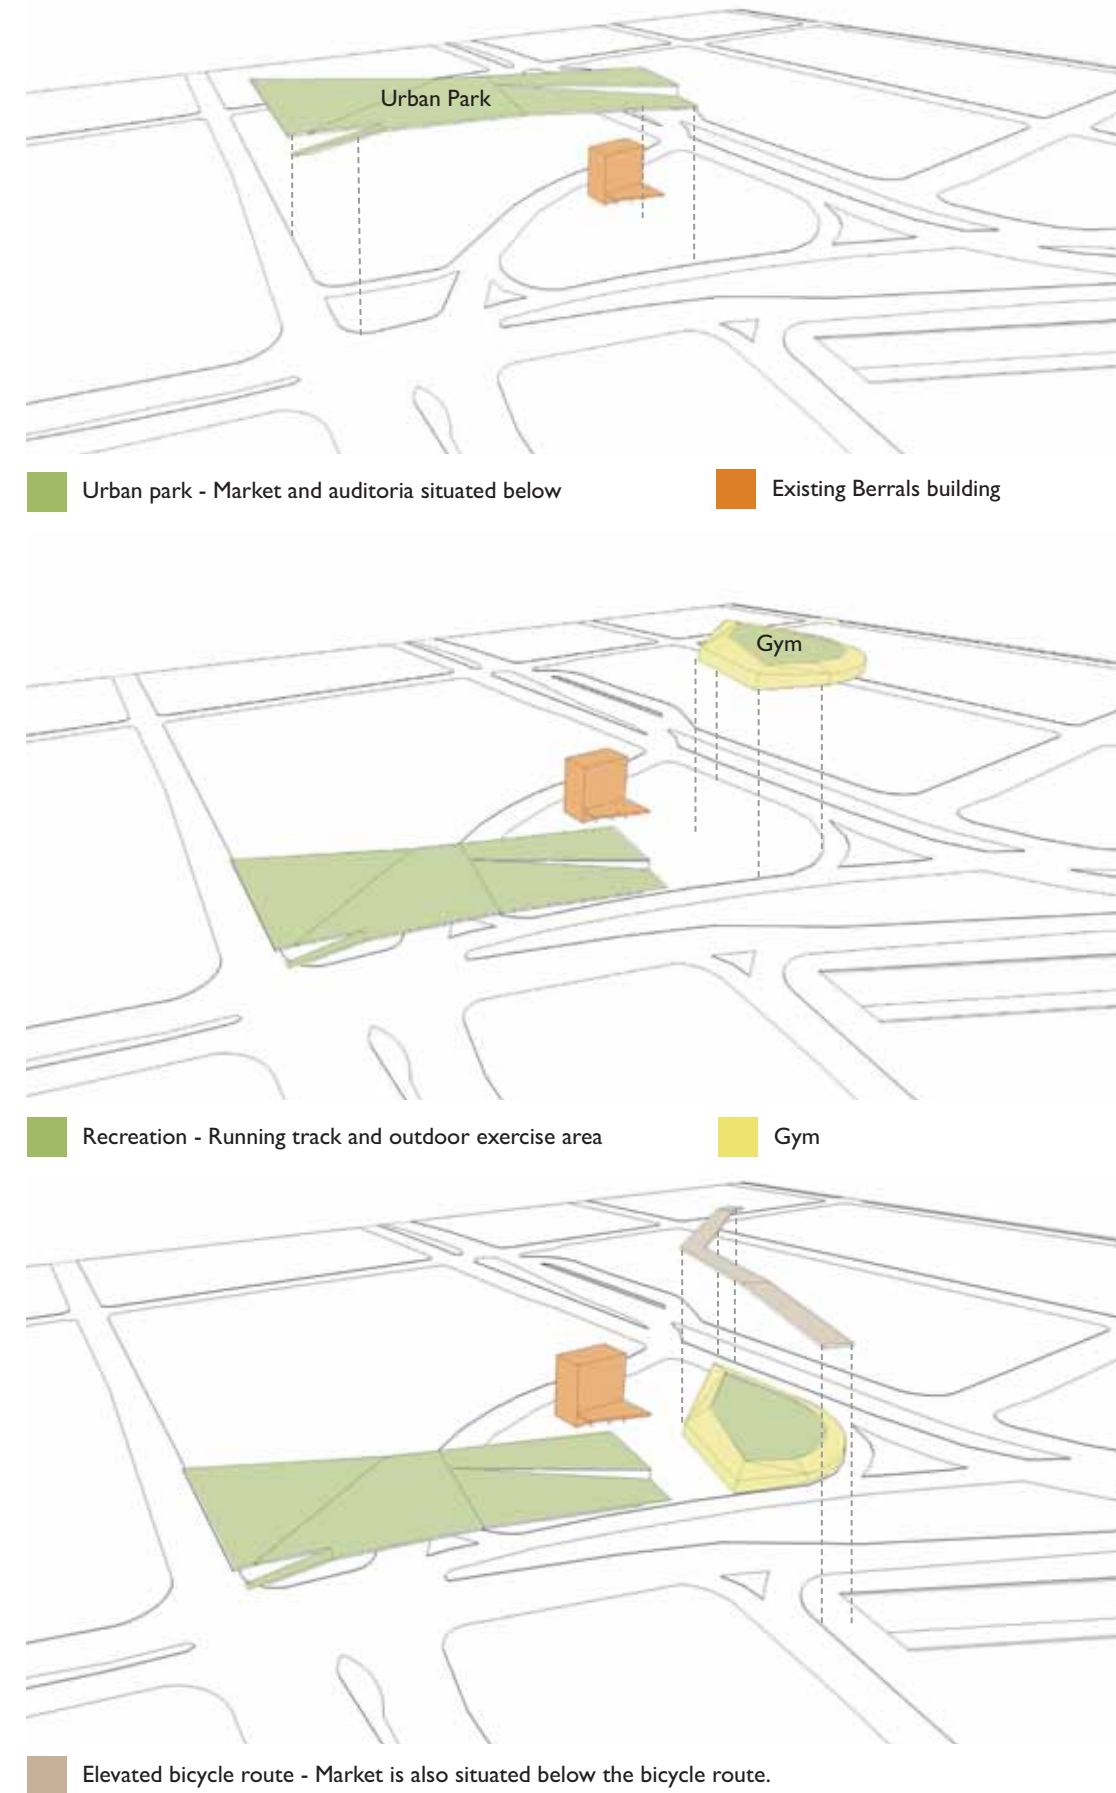 Urban Park
Urban park - Market and auditoria situated below
Existing Berrals building
Gym
Recreation - Running track and outdoor exercise area
Gym
Elevated bicycle route - Market is also situated below the bicycle route.